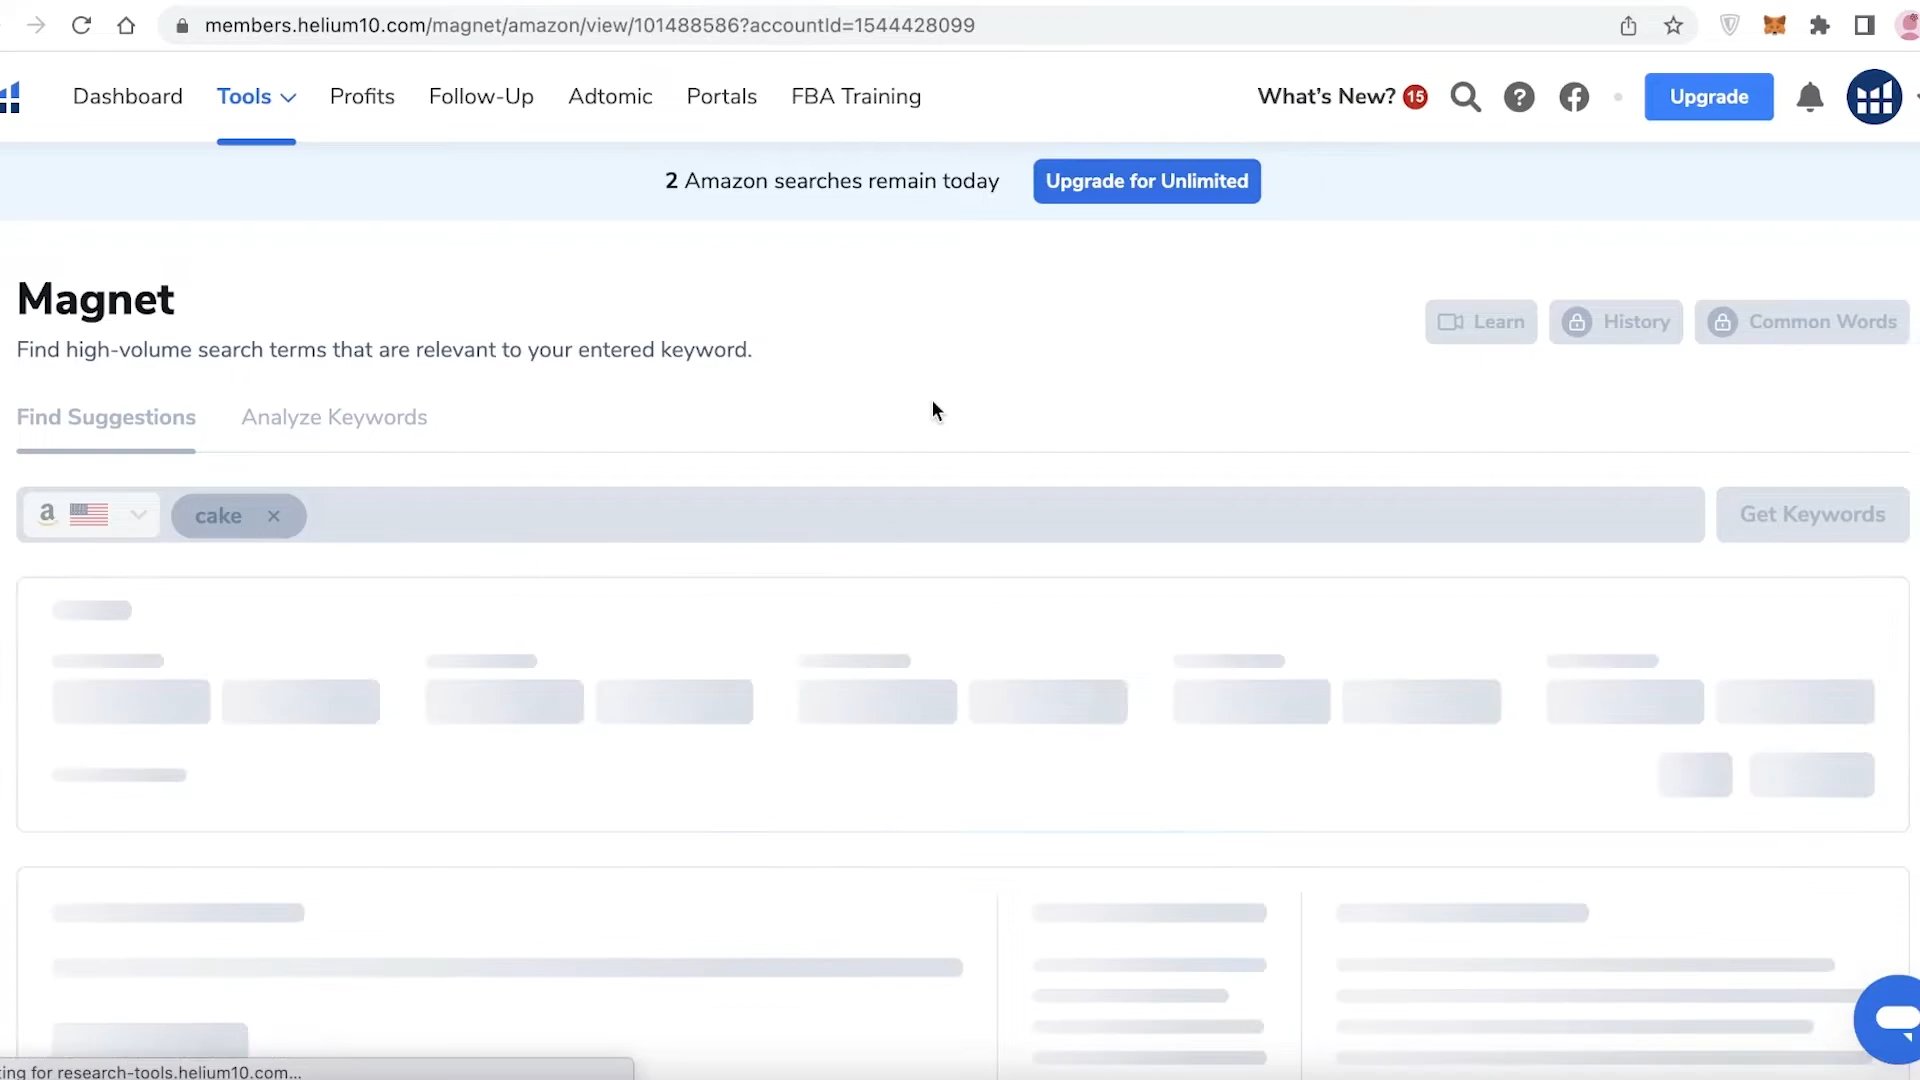 members.helium10.com/magnet/amazon/view/101488586?accountId=1544428099
Dashboard Tools Profits Follow-Up Adtomic Portals FBA Training What's New? 15 Upgrade
2 Amazon searches remain today Upgrade for Unlimited
Magnet
Find high-volume search terms that are relevant to your entered keyword.
Learn History Common Words
Find Suggestions Analyze Keywords
a cake × Get Keywords
ing for research-tools.helium10.com...